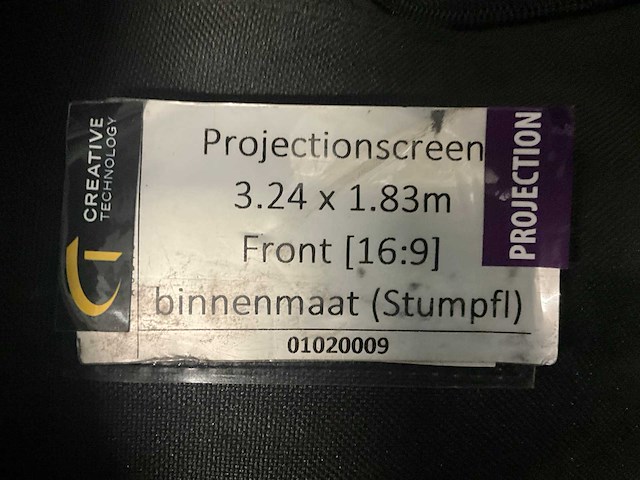 CREATIVE
TECHNOLOGY
Projectionscreen
3.24 x 1.83m
Front [16:9]
binnenmaat (Stumpfl)
01020009
PROJECTION